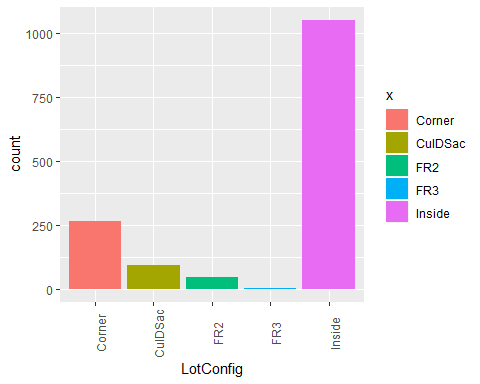 1000
750
500
250
0
count
Corner
CulDSac
FR2
FR3
Inside
LotConfig
x
Corner
CulDSac
FR2
FR3
Inside